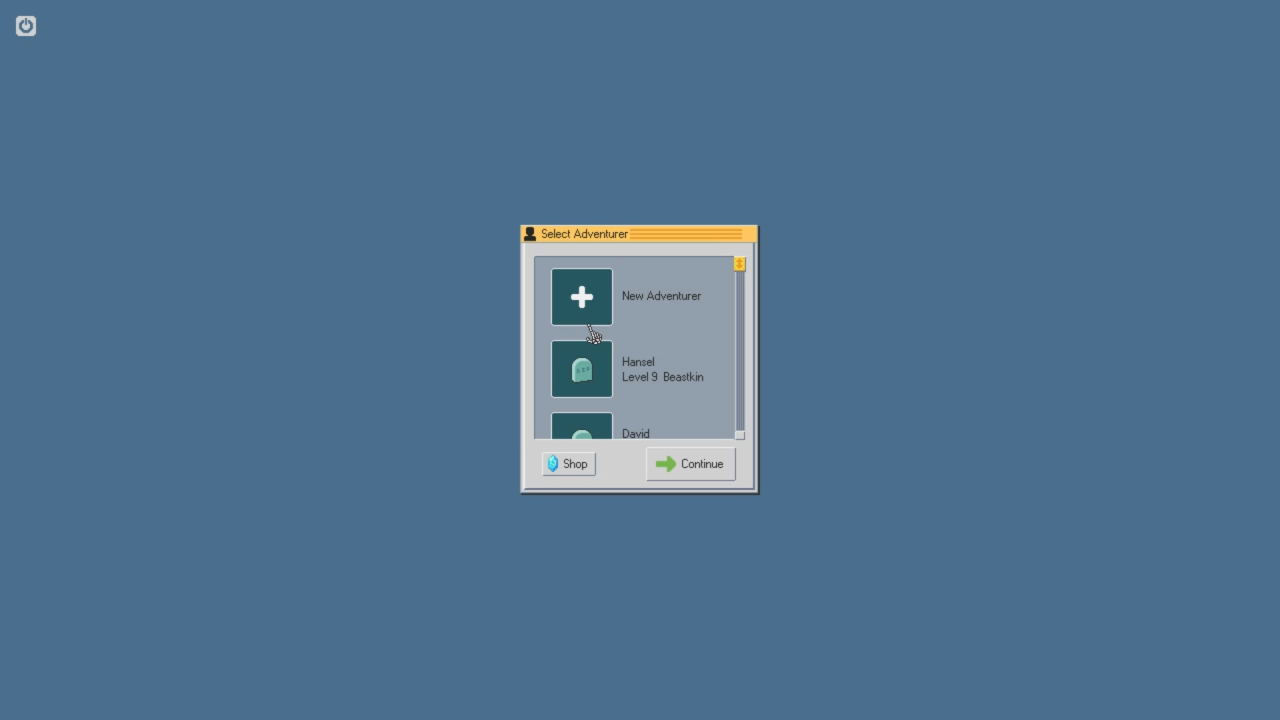 Select Adventurer
New Adventurer
Hansel
Level 9 Beastkin
David
Shop
Continue